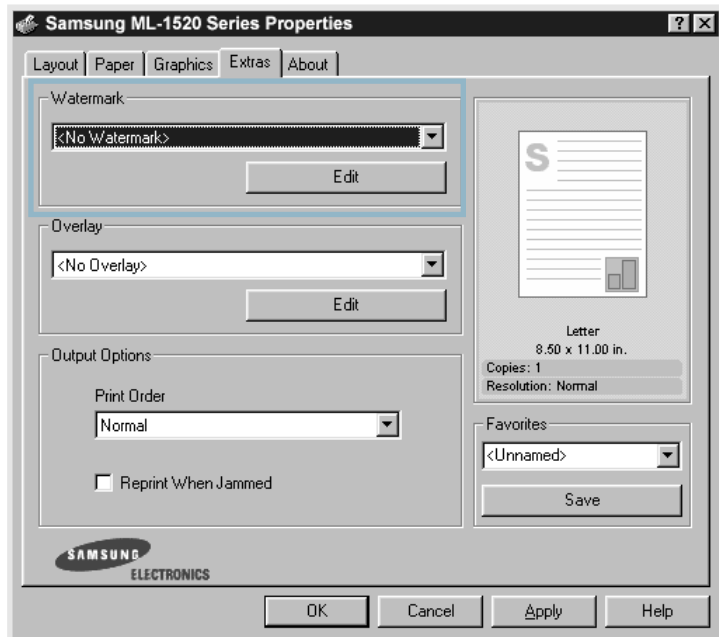 Samsung ML-1520 Series Properties
Layout Paper Graphics Extras About
Watermark
<No Watermark>
Edit
Overlay
<No Overlay>
Edit
Output Options
Print Order
Normal
Reprint When Jammed
SAMSUNG
ELECTRONICS
S
Letter
8.50 x 11.00 in.
Copies: 1
Resolution: Normal
Favorites
<Unnamed>
Save
OK Cancel Apply Help